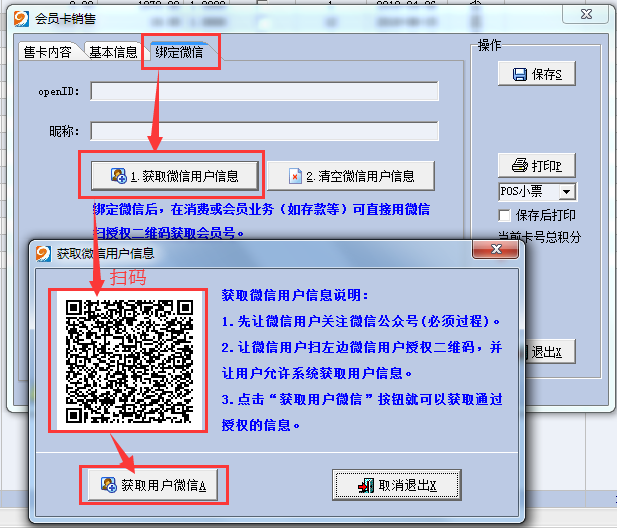 会员卡销售
售卡内容 基本信息 绑定微信
操作
openID:
保存S
昵称:
打印P
1.获取微信用户信息 2.清空微信用户信息
POS小票
绑定微信后，在消费或会员业务（如存款等）可直接用微信
保存后打印
扫授权二维码获取会员号。
当前卡号总积分
获取微信用户信息
扫码
获取微信用户信息说明：
1.先让微信用户关注微信公众号(必须过程)。
2.让微信用户扫左边微信用户授权二维码，并
让用户允许系统获取用户信息。
退出X
3.点击“获取用户微信”按钮就可以获取通过
授权的信息。
获取用户微信A 取消退出X